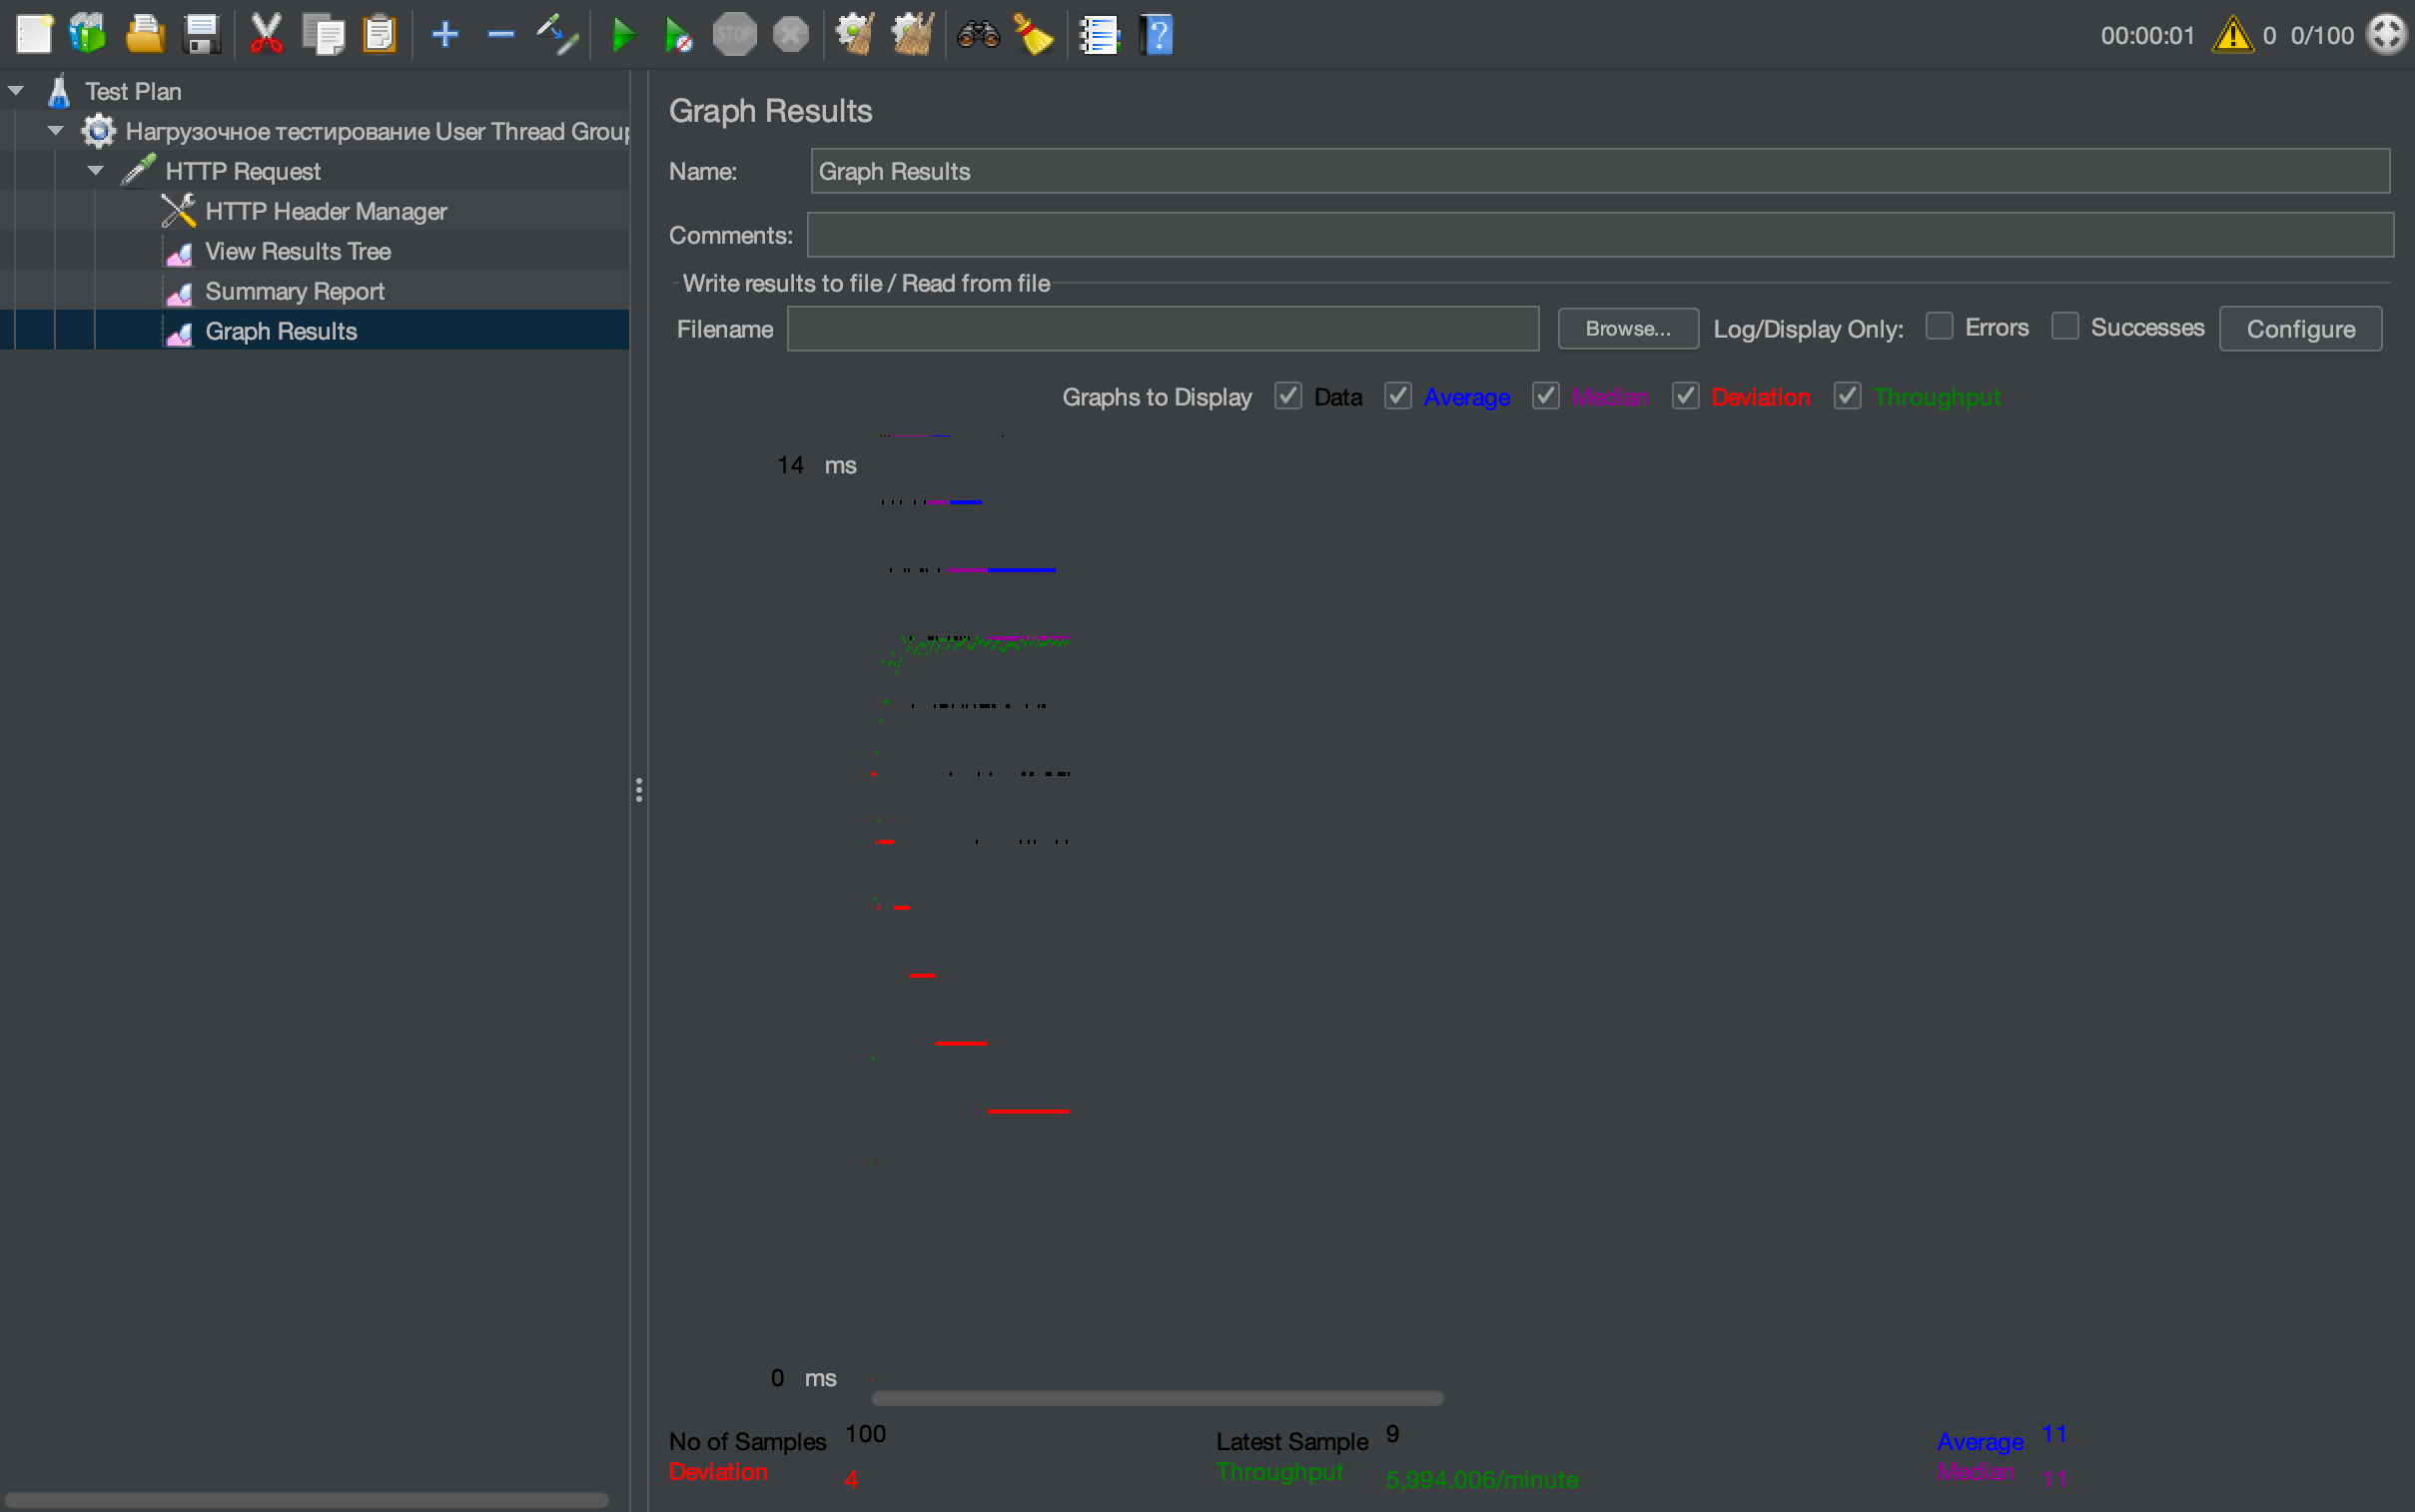 STOP
00:00:01 0 0/100
Test Plan
Нагрузочное тестирование User Thread Group
HTTP Request
HTTP Header Manager
View Results Tree
Summary Report
Graph Results
Graph Results
Name: Graph Results
Comments:
Write results to file / Read from file
Filename Browse... Log/Display Only: Errors Successes Configure
Graphs to Display Data Average Median Deviation Throughput
14 ms
0 ms
No of Samples 100 Latest Sample 9 Average 11
Deviation 4 Throughput 5,994.006/minute Median 11